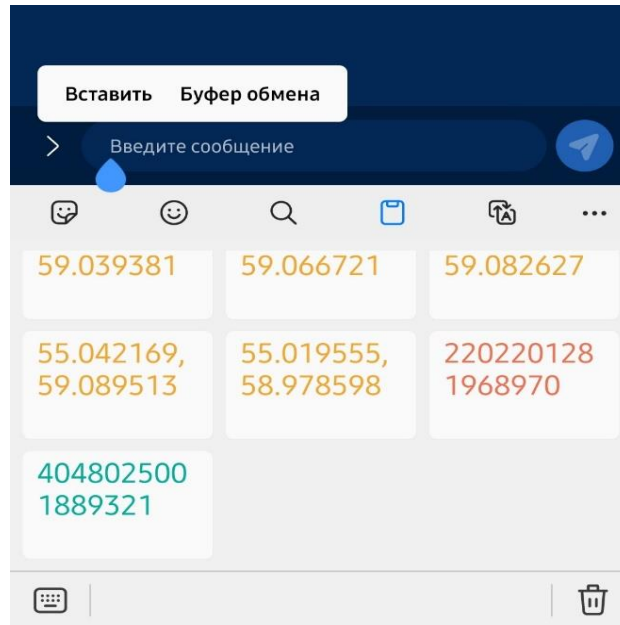 Вставить Буфер обмена
Введите сообщение
59.039381 59.066721 59.082627
55.042169, 55.019555, 220220128
59.089513 58.978598 1968970
404802500
1889321